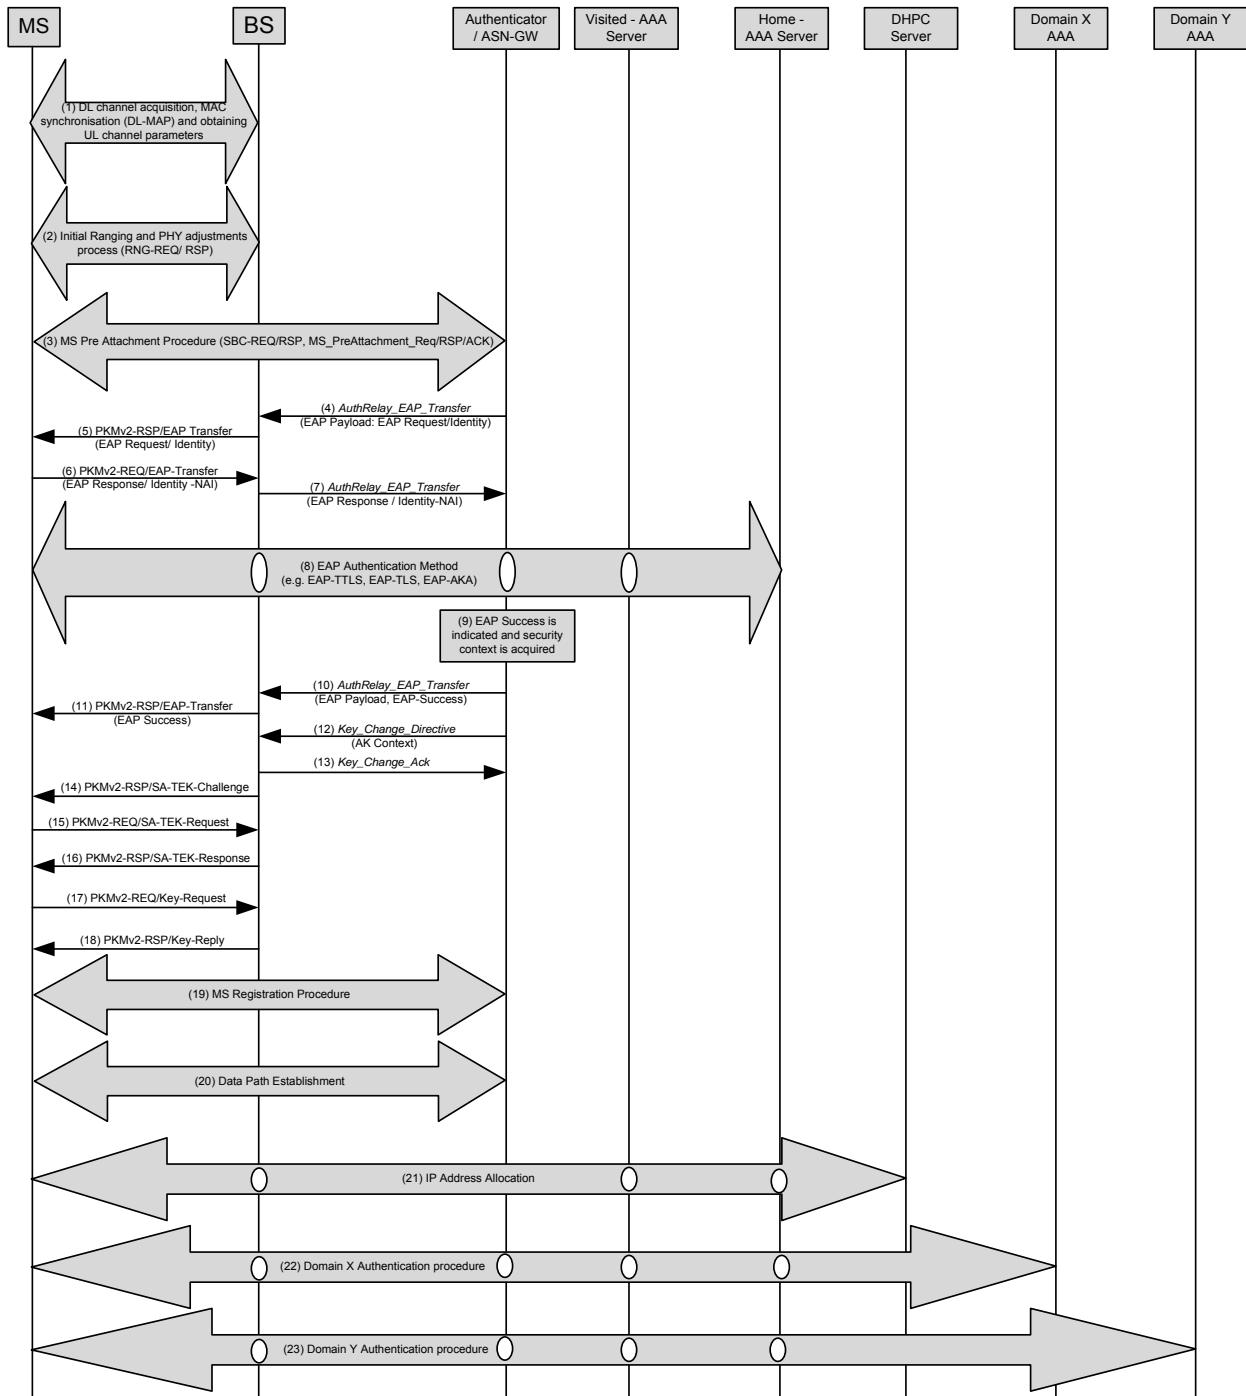 MS
BS
Authenticator
/ ASN-GW
Visited - AAA
Server
Home -
AAA Server
DHPC
Server
Domain X
AAA
Domain Y
AAA
(1) DL channel acquisition, MAC
synchronisation (DL-MAP) and obtaining
UL channel parameters
(2) Initial Ranging and PHY adjustments
process (RNG-REQ/ RSP)
(3) MS Pre Attachment Procedure (SBC-REQ/RSP, MS_PreAttachment_Req/RSP/ACK)
(4) AuthRelay_EAP_Transfer
(EAP Payload: EAP Request/Identity)
(5) PKMv2-RSP/EAP Transfer
(EAP Request/ Identity)
(6) PKMv2-REQ/EAP-Transfer
(EAP Response/ Identity -NAI)
(7) AuthRelay_EAP_Transfer
(EAP Response / Identity-NAI)
(8) EAP Authentication Method
(e.g. EAP-TTLS, EAP-TLS, EAP-AKA)
(9) EAP Success is
indicated and security
context is acquired
(10) AuthRelay_EAP_Transfer
(EAP Payload, EAP-Success)
(11) PKMv2-RSP/EAP-Transfer
(EAP Success)
(12) Key_Change_Directive
(AK Context)
(13) Key_Change_Ack
(14) PKMv2-RSP/SA-TEK-Challenge
(15) PKMv2-REQ/SA-TEK-Request
(16) PKMv2-RSP/SA-TEK-Response
(17) PKMv2-REQ/Key-Request
(18) PKMv2-RSP/Key-Reply
(19) MS Registration Procedure
(20) Data Path Establishment
(21) IP Address Allocation
(22) Domain X Authentication procedure
(23) Domain Y Authentication procedure